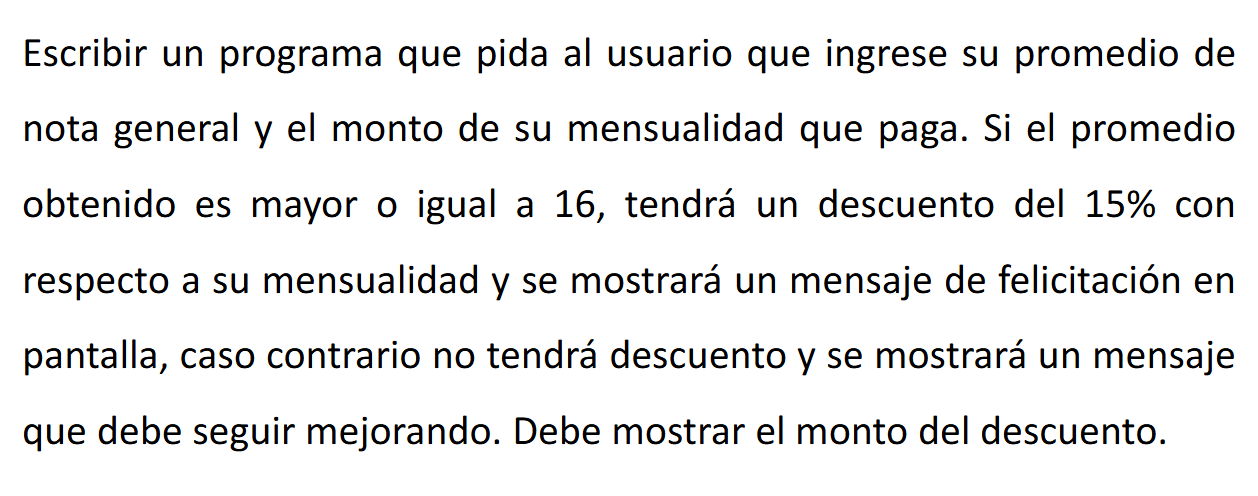 Escribir un programa que pida al usuario que ingrese su promedio de
nota general y el monto de su mensualidad que paga. Si el promedio
obtenido es mayor o igual a 16, tendrá un descuento del 15% con
respecto a su mensualidad y se mostrará un mensaje de felicitación en
pantalla, caso contrario no tendrá descuento y se mostrará un mensaje
que debe seguir mejorando. Debe mostrar el monto del descuento.